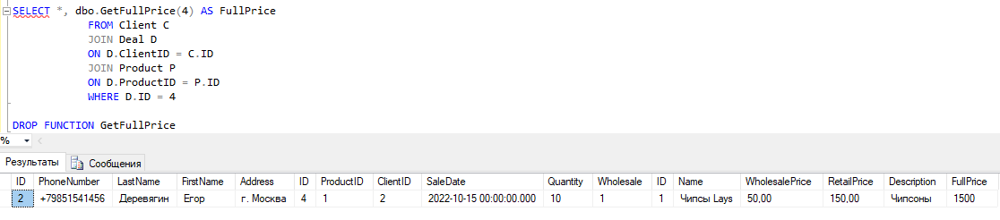 SELECT *, dbo.GetFullPrice(4) AS FullPrice
FROM Client C
JOIN Deal D
ON D.ClientID = C.ID
JOIN Product P
ON D.ProductID = P.ID
WHERE D.ID = 4
DROP FUNCTION GetFullPrice
%
Результаты Сообщения
ID PhoneNumber LastName FirstName Address ID ProductID ClientID SaleDate Quantity Wholesale ID Name WholesalePrice RetailPrice Description FullPrice
2 +79851541456 Деревягин Егор г. Москва 4 1 2 2022-10-15 00:00:00.000 10 1 1 Чипсы Lays 50,00 150,00 Чипсоны 1500